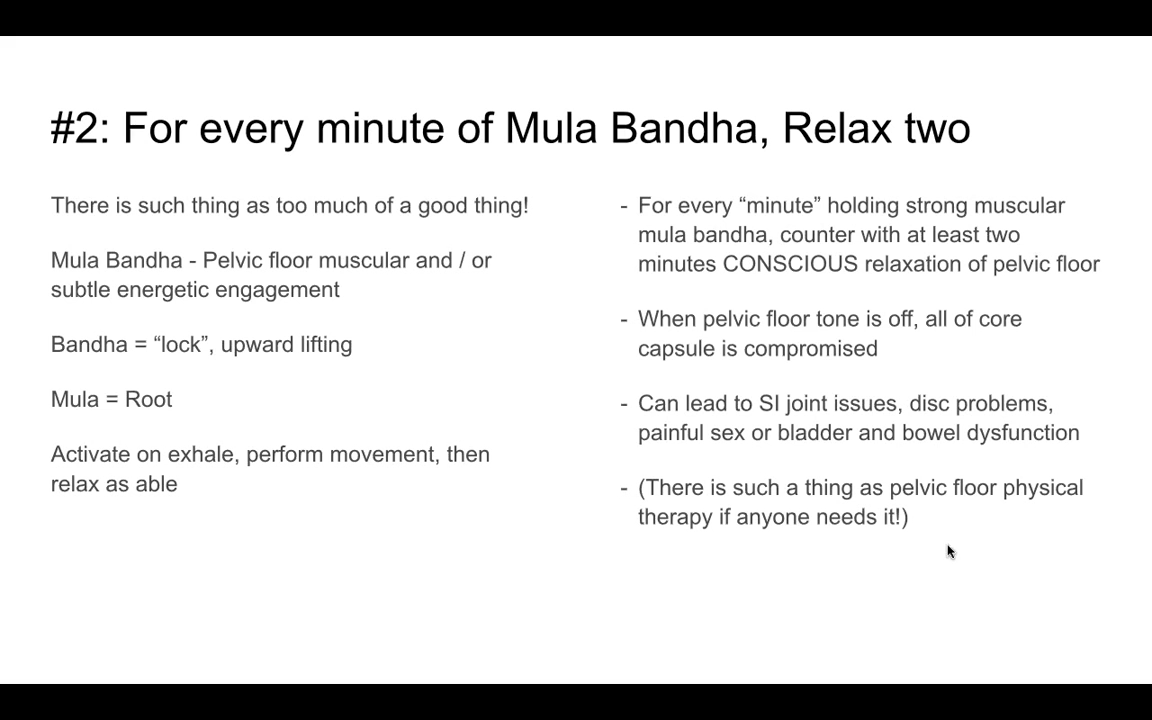 #2: For every minute of Mula Bandha, Relax two
There is such thing as too much of a good thing!
Mula Bandha - Pelvic floor muscular and / or
subtle energetic engagement
Bandha = “lock”, upward lifting
Mula = Root
Activate on exhale, perform movement, then
relax as able
- For every “minute” holding strong muscular
mula bandha, counter with at least two
minutes CONSCIOUS relaxation of pelvic floor
- When pelvic floor tone is off, all of core
capsule is compromised
- Can lead to SI joint issues, disc problems,
painful sex or bladder and bowel dysfunction
- (There is such a thing as pelvic floor physical
therapy if anyone needs it!)